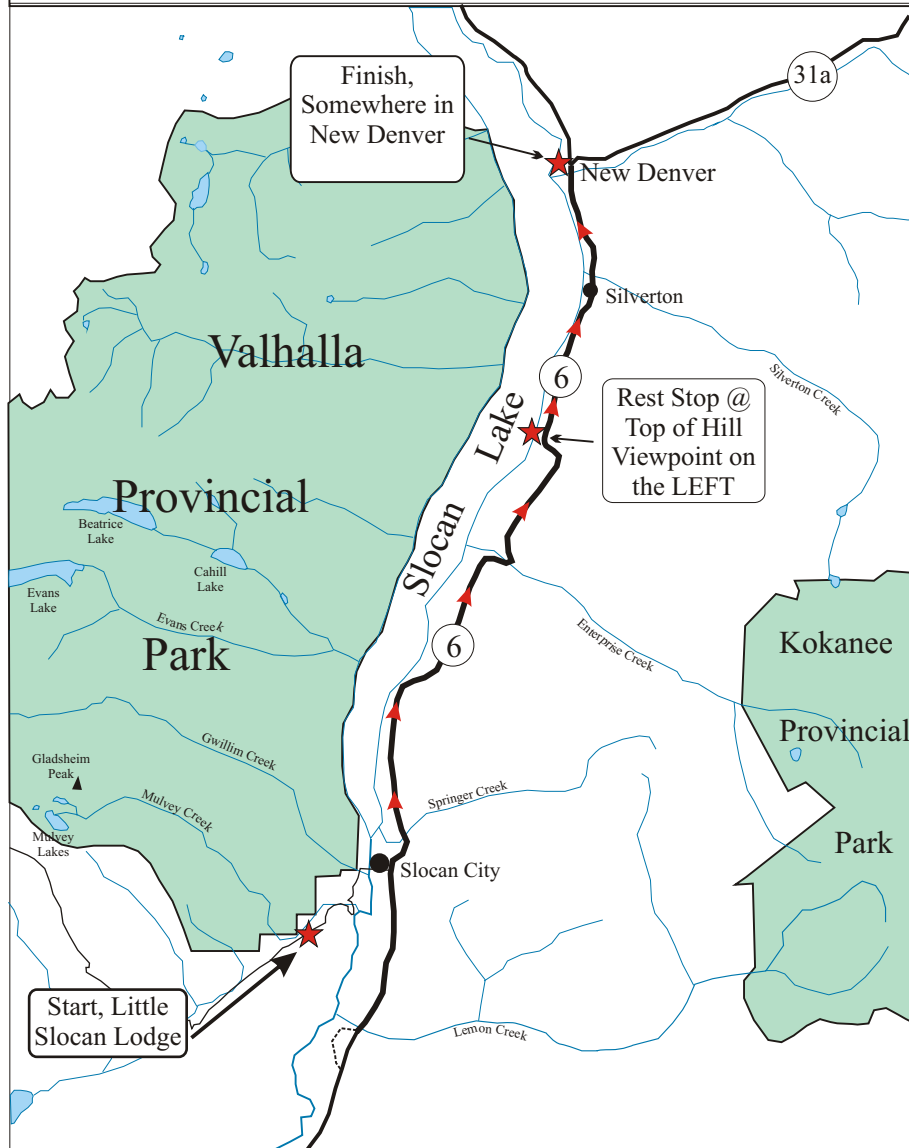 31a
Finish,
Somewhere in
New Denver
New Denver
Silverton
Valhalla
Silverton Creek
6
Rest Stop @
Top of Hill
Viewpoint on
the LEFT
Slocan Lake
Provincial
Beatrice
Lake
Cahill
Lake
Evans
Lake
Evans Creek
Park
6
Enterprise Creek
Kokanee
Provincial
Park
Gwillim Creek
Gladsheim
Peak
Mulvey Creek
Mulvey
Lakes
Springer Creek
Slocan City
Start, Little
Slocan Lodge
Lemon Creek